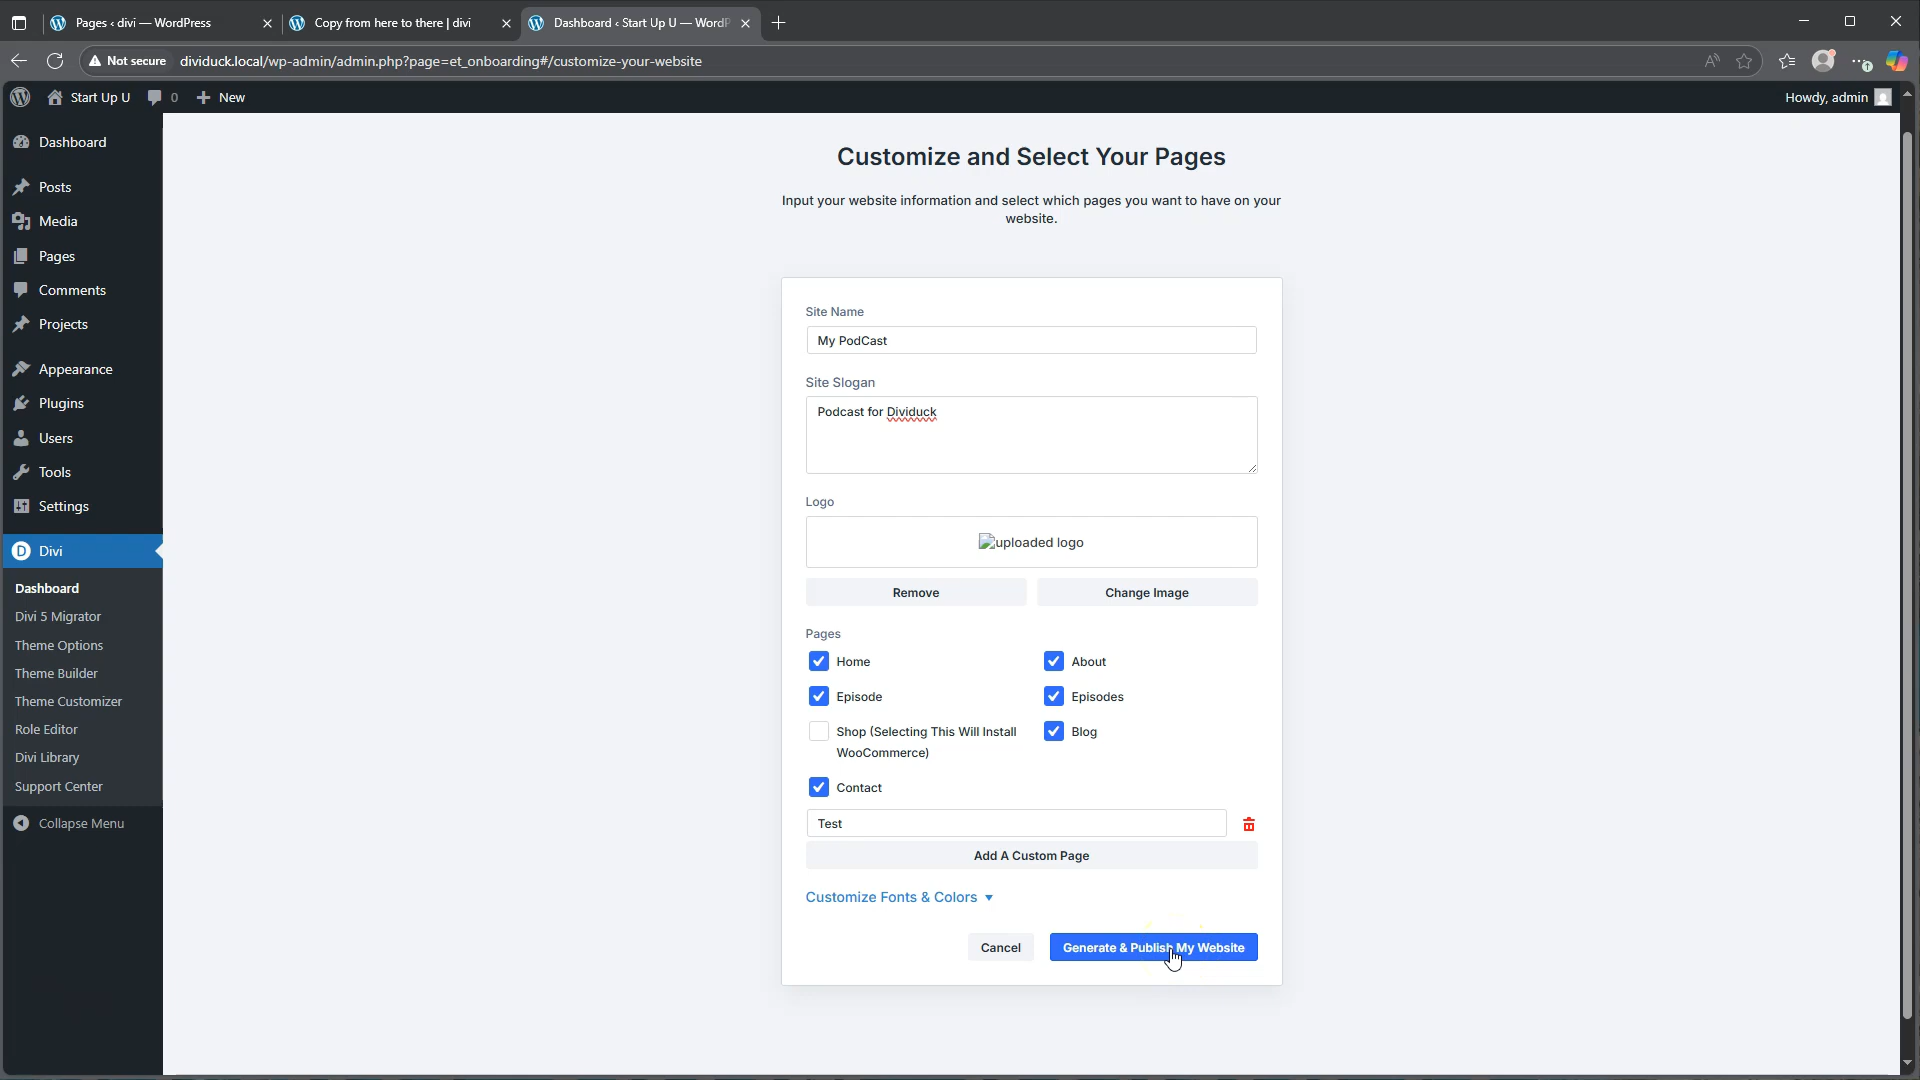 Pages ‹ divi — WordPress
Copy from here to there | divi
Dashboard ‹ Start Up U — WordP
Not secure
dividuck.local/wp-admin/admin.php?page=et_onboarding#/customize-your-website
Start Up U
0
New
Howdy, admin
Dashboard
Posts
Media
Pages
Comments
Projects
Appearance
Plugins
Users
Tools
Settings
Divi
Dashboard
Divi 5 Migrator
Theme Options
Theme Builder
Theme Customizer
Role Editor
Divi Library
Support Center
Collapse Menu
Customize and Select Your Pages
Input your website information and select which pages you want to have on your
website.
Site Name
My PodCast
Site Slogan
Podcast for Dividuck
Logo
uploaded logo
Remove
Change Image
Pages
Home
About
Episode
Episodes
Shop (Selecting This Will Install
WooCommerce)
Blog
Contact
Test
Add A Custom Page
Customize Fonts & Colors
Cancel
Generate & Publish My Website